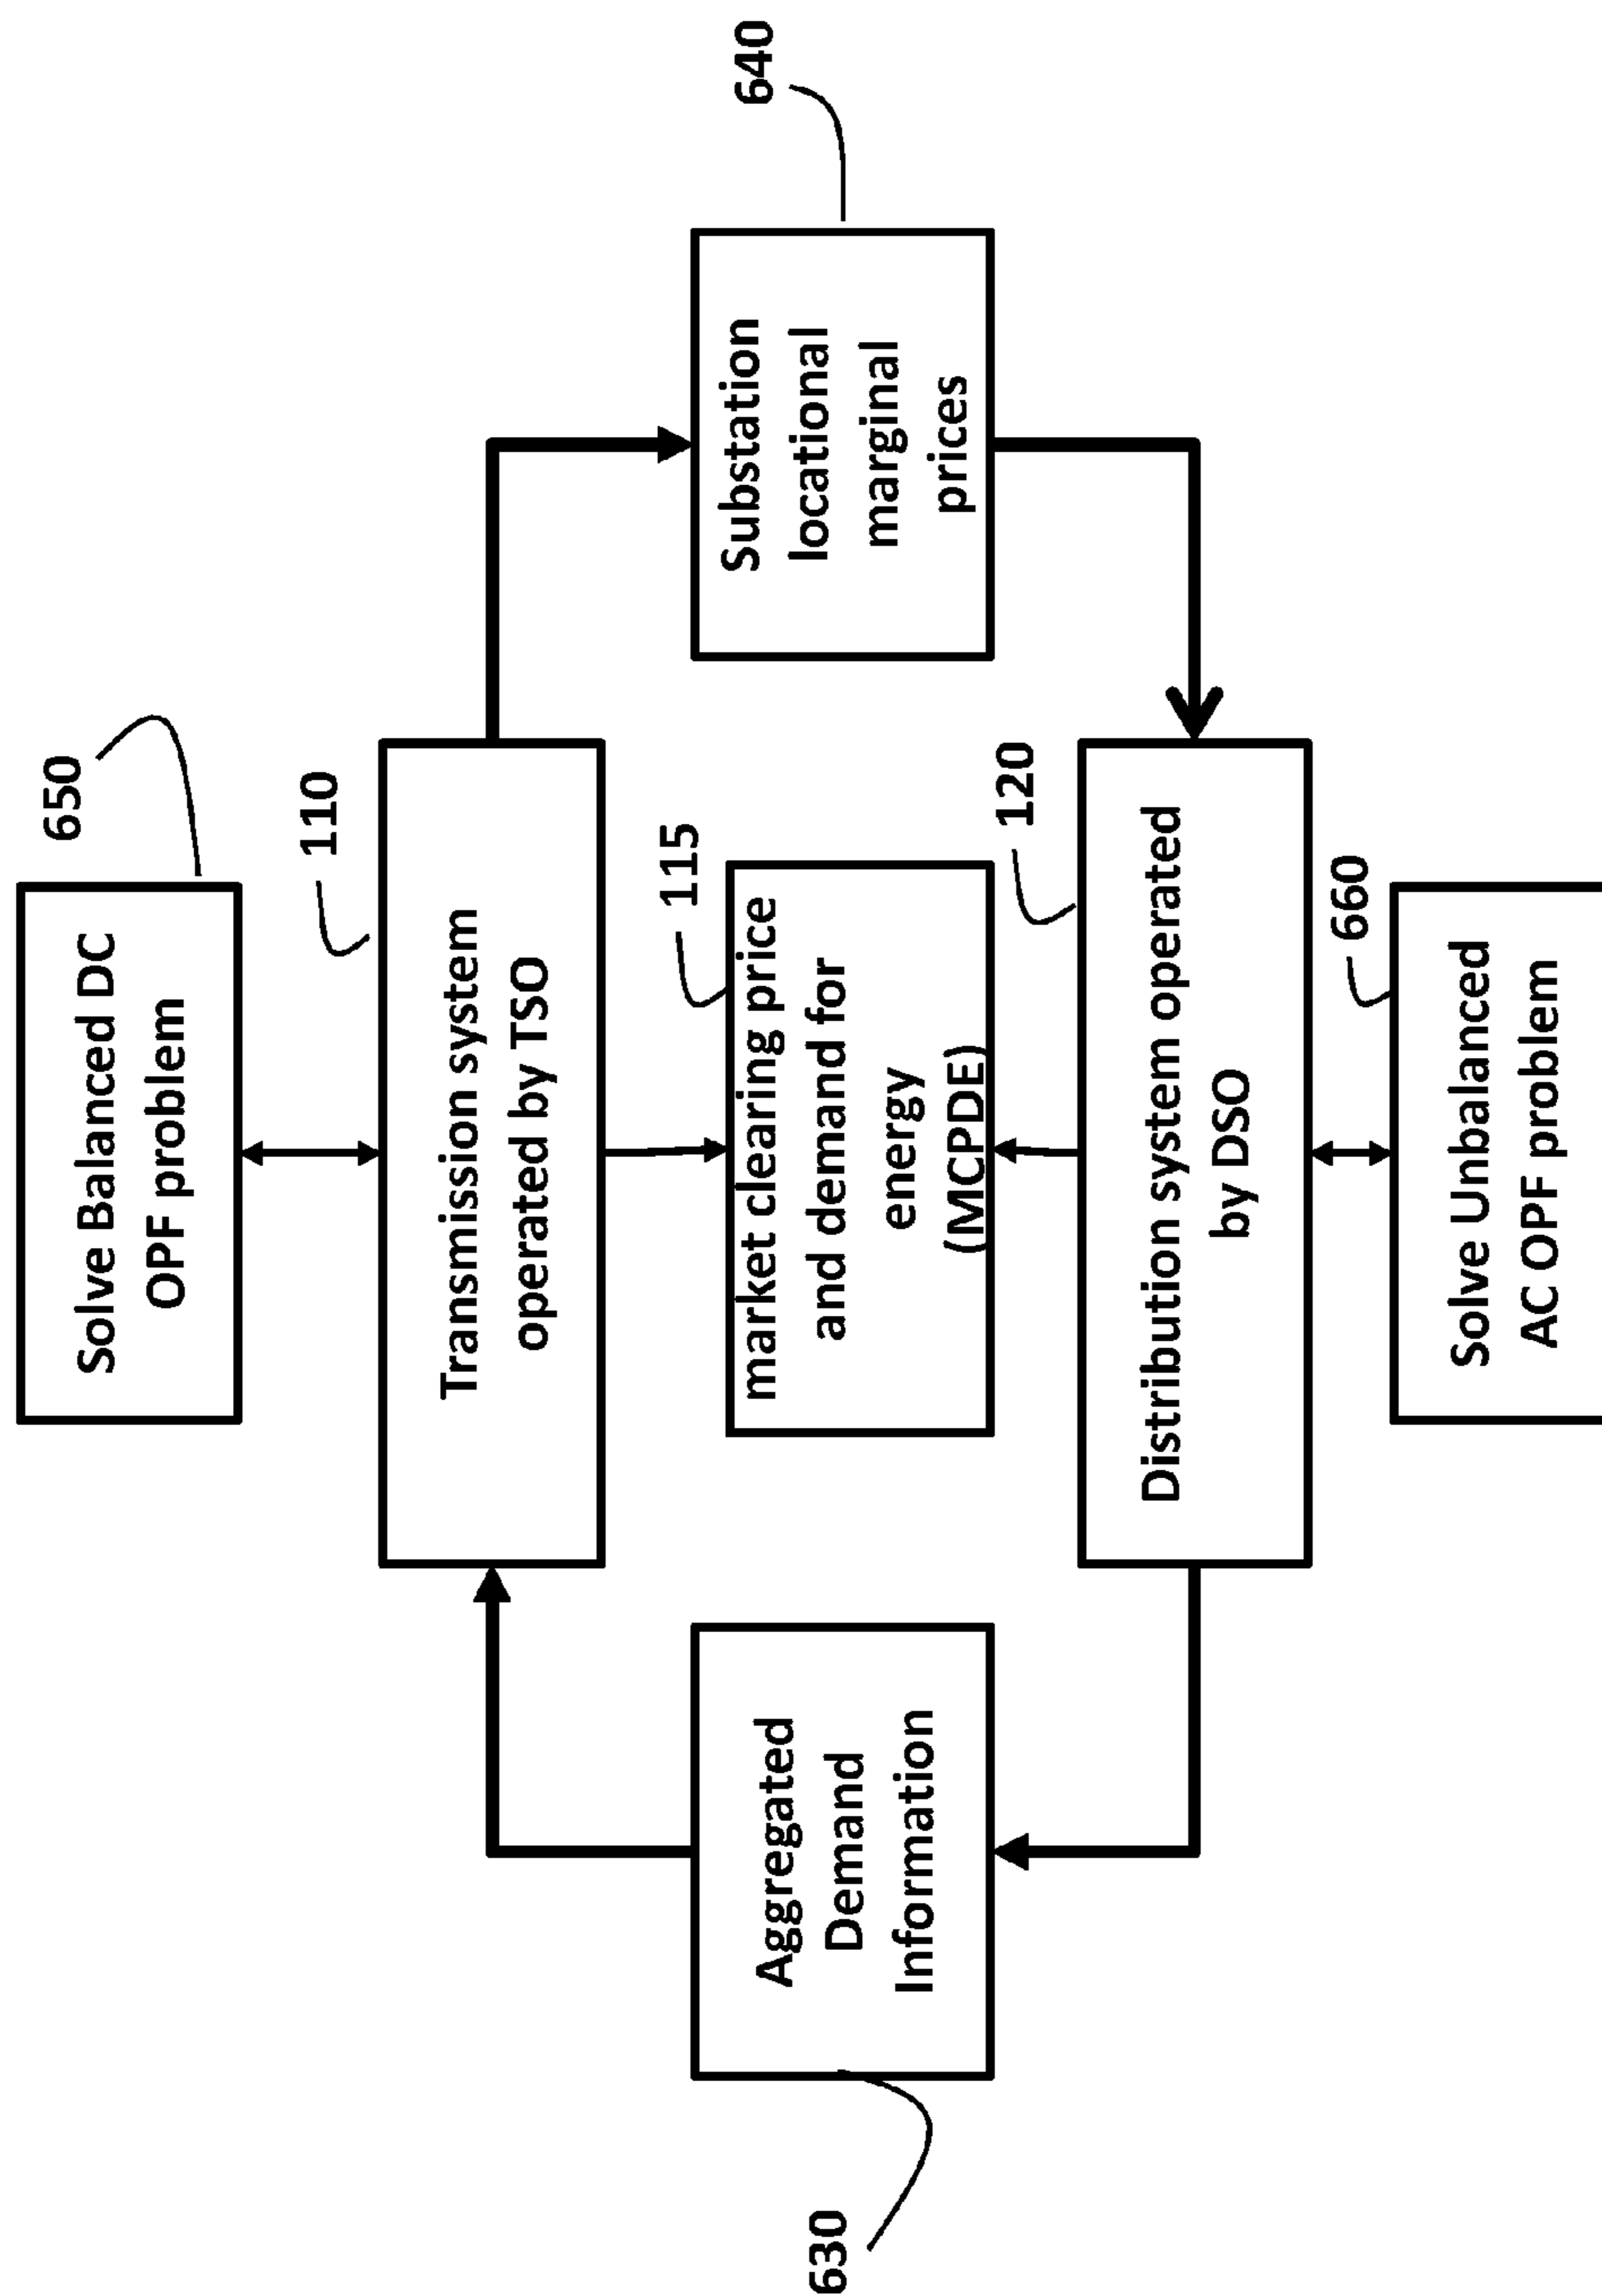 650
Solve Balanced DC
OPF problem
110
Transmission system
operated by TSO
630
Aggregated
Demand
Information
115
market clearing price
and demand for
energy
(MCPDE)
640
Substation
locational
marginal
prices
120
Distribution system operated
by DSO
660
Solve Unbalanced
AC OPF problem